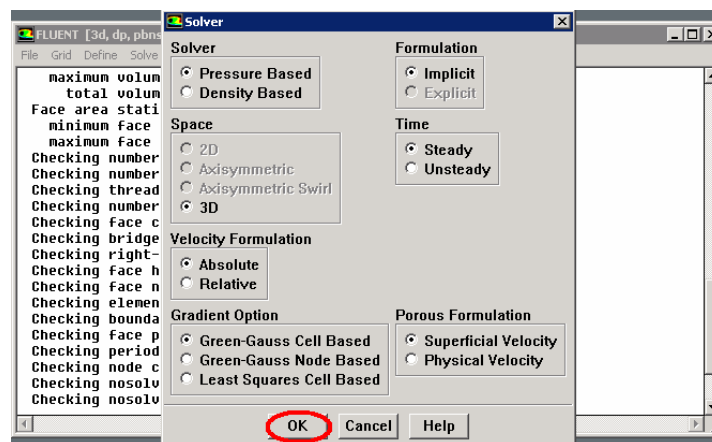 FLUENT [3d, dp, pbns
File Grid Define Solve
maximum volum
total volum
Face area stati
minimum face
maximum face
Checking number
Checking number
Checking thread
Checking number
Checking face c
Checking bridge
Checking right-
Checking face h
Checking face n
Checking elemen
Checking bounda
Checking face p
Checking period
Checking node c
Checking nosolv
Checking nosolv
Solver
Solver
Pressure Based
Density Based
Formulation
Implicit
Explicit
Space
2D
Axisymmetric
Axisymmetric Swirl
3D
Time
Steady
Unsteady
Velocity Formulation
Absolute
Relative
Gradient Option
Green-Gauss Cell Based
Green-Gauss Node Based
Least Squares Cell Based
Porous Formulation
Superficial Velocity
Physical Velocity
OK Cancel Help